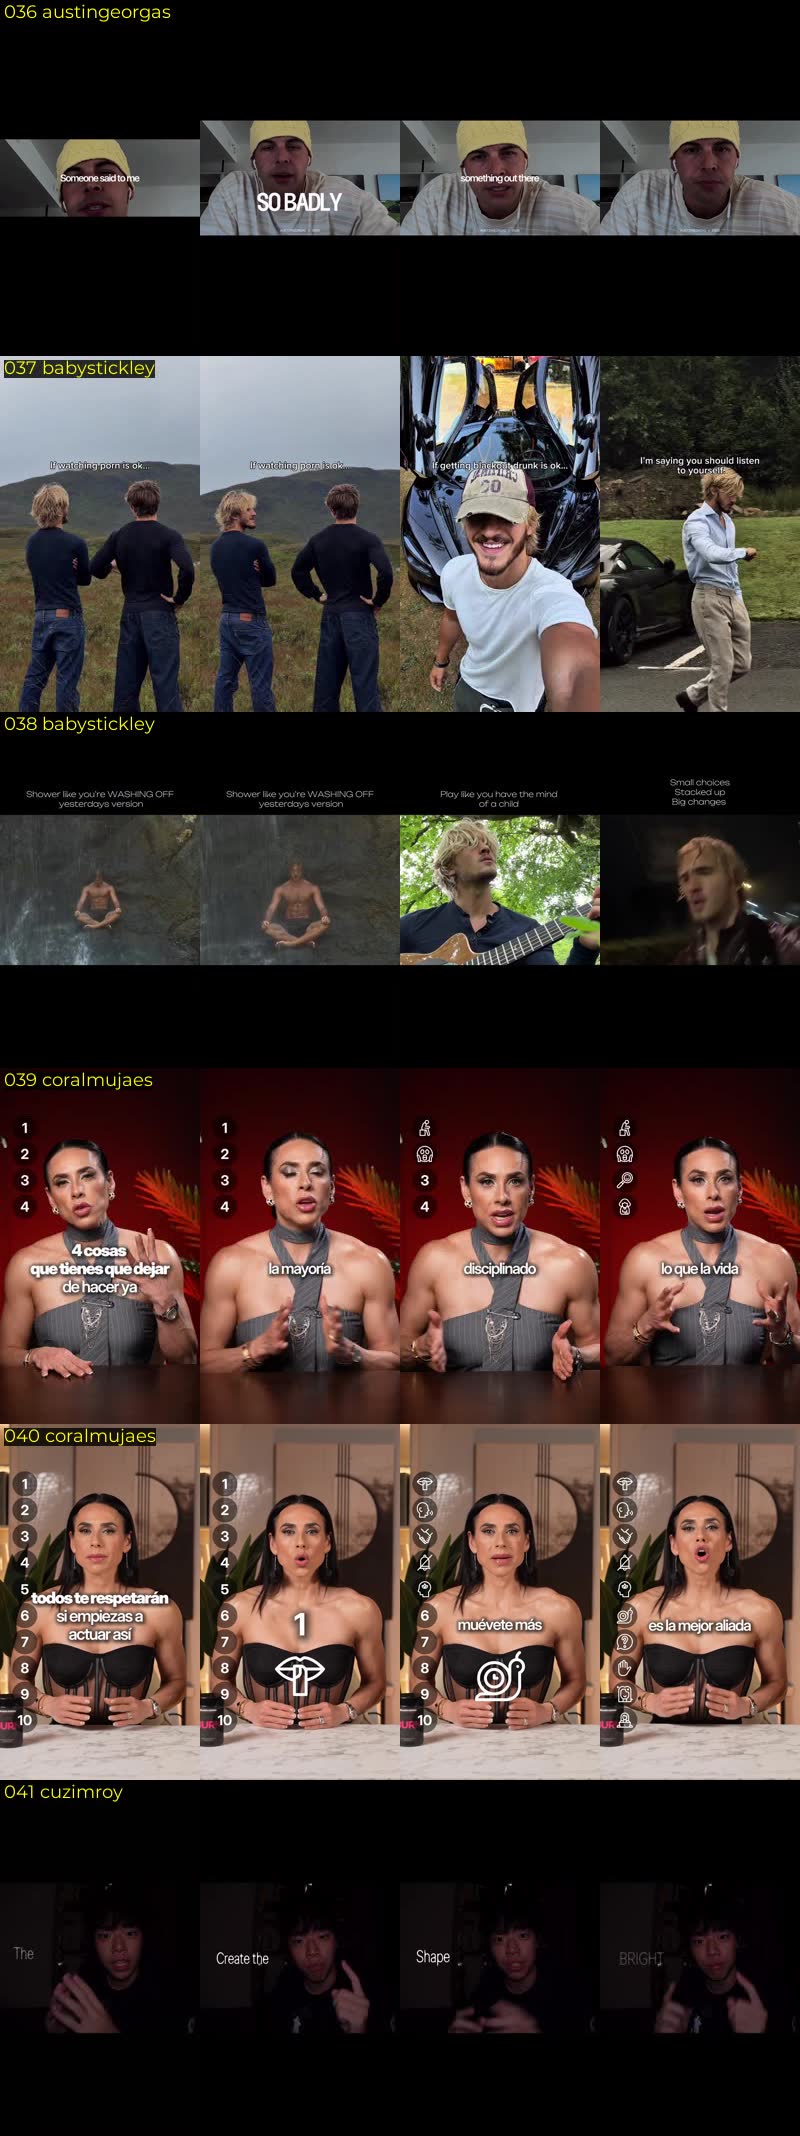 036 austingeorgas
Someone said to me
SO BADLY
something out there
037 babystickley
If watching porn is ok...
If watching porn is ok...
If getting blackout drunk is ok...
I'm saying you should listen
to yourself.
038 babystickley
Shower like you're WASHING OFF
yesterdays version
Shower like you're WASHING OFF
yesterdays version
Play like you have the mind
of a child
Small choices
Stacked up
Big changes
039 coralmujaes
1
2
3
4
4 cosas
que tienes que dejar
de hacer ya
1
2
3
4
la mayoría
3
4
disciplinado
lo que la vida
040 coralmujaes
1
2
3
4
5
6
7
8
9
10
todos te respetarán
si empiezas a
actuar así
1
2
3
4
5
6
7
8
9
10
1
6
7
8
9
10
muévete más
es la mejor aliada
041 cuzimroy
The
Create the
Shape
BRIGHT